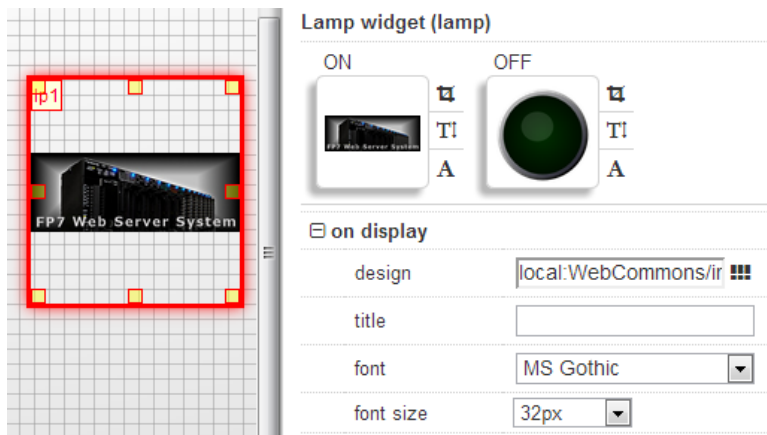 Lamp widget (lamp)
ON
OFF
lp1
T
T
A
A
FP7 Web Server System
FP7 Web Server System
on display
design
local:WebCommons/ir
title
font
MS Gothic
font size
32px